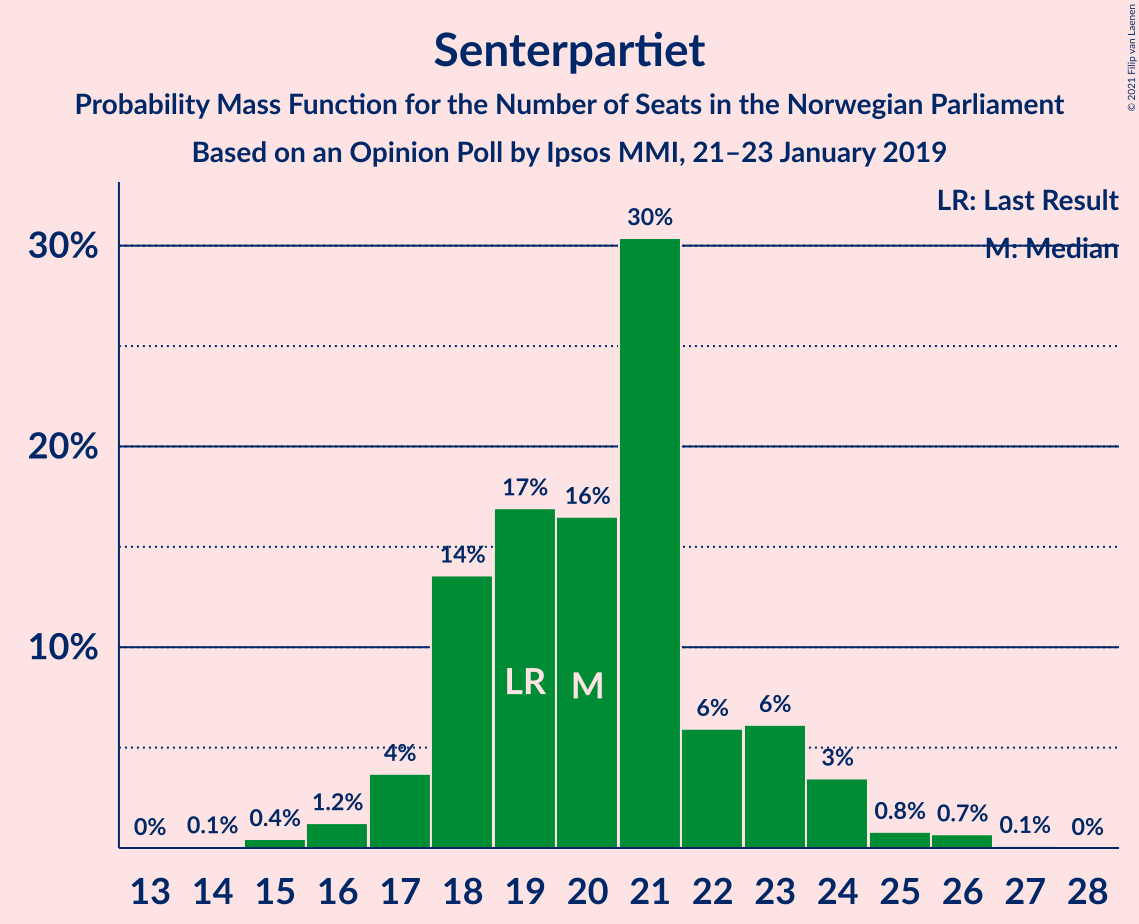 © 2021 Filip van Laenen
Senterpartiet
Probability Mass Function for the Number of Seats in the Norwegian Parliament
Based on an Opinion Poll by Ipsos MMI, 21–23 January 2019
LR: Last Result
M: Median
30%
20%
10%
0% 0.1% 0.4% 1.2% 4% 14% 17% 16% 30% 6% 6% 3% 0.8% 0.7% 0.1% 0%
LR M
13 14 15 16 17 18 19 20 21 22 23 24 25 26 27 28